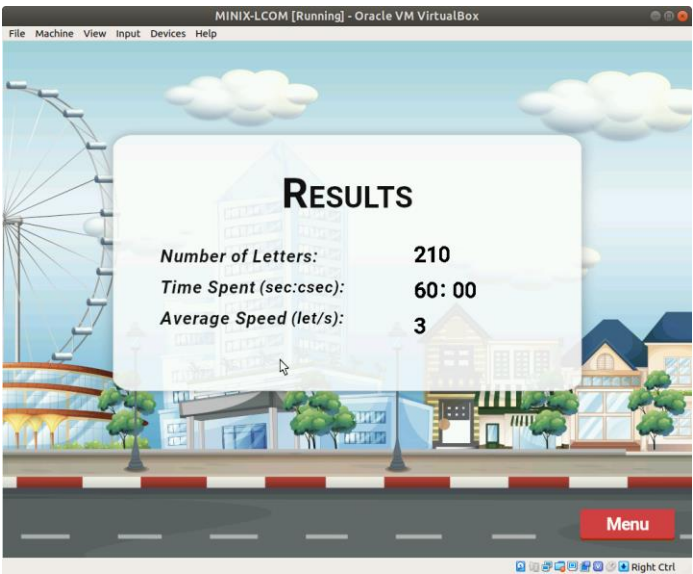 MINIX-LCOM [Running] - Oracle VM VirtualBox
File Machine View Input Devices Help
RESULTS
Number of Letters: 210
Time Spent (sec:csec): 60:00
Average Speed (let/s): 3
Menu
Right Ctrl